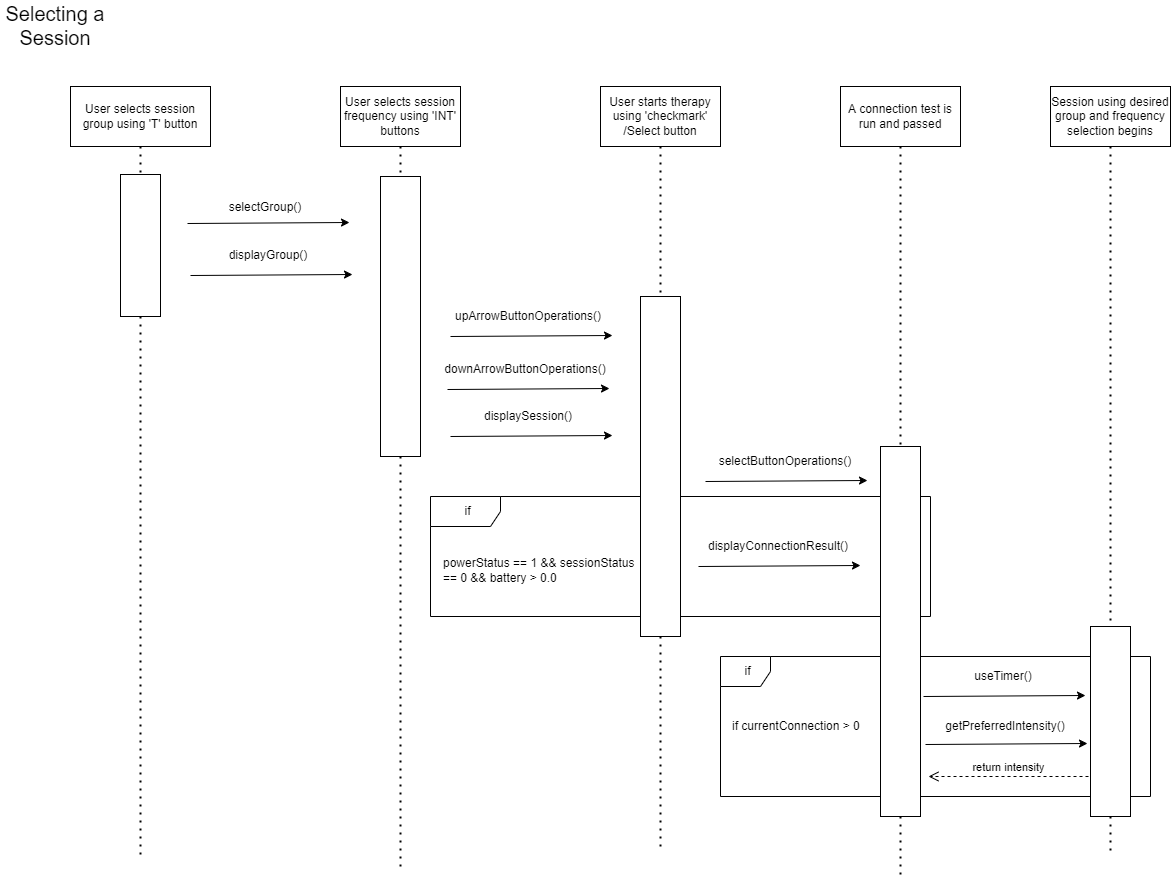 Selecting a
Session
User selects session
group using 'T' button
User selects session
frequency using 'INT'
buttons
User starts therapy
using 'checkmark'
/Select button
A connection test is
run and passed
Session using desired
group and frequency
selection begins
selectGroup()
displayGroup()
upArrowButtonOperations()
downArrowButtonOperations()
displaySession()
selectButtonOperations()
if
displayConnectionResult()
powerStatus == 1 && sessionStatus
== 0 && battery > 0.0
if
useTimer()
if currentConnection > 0
getPreferredIntensity()
return intensity